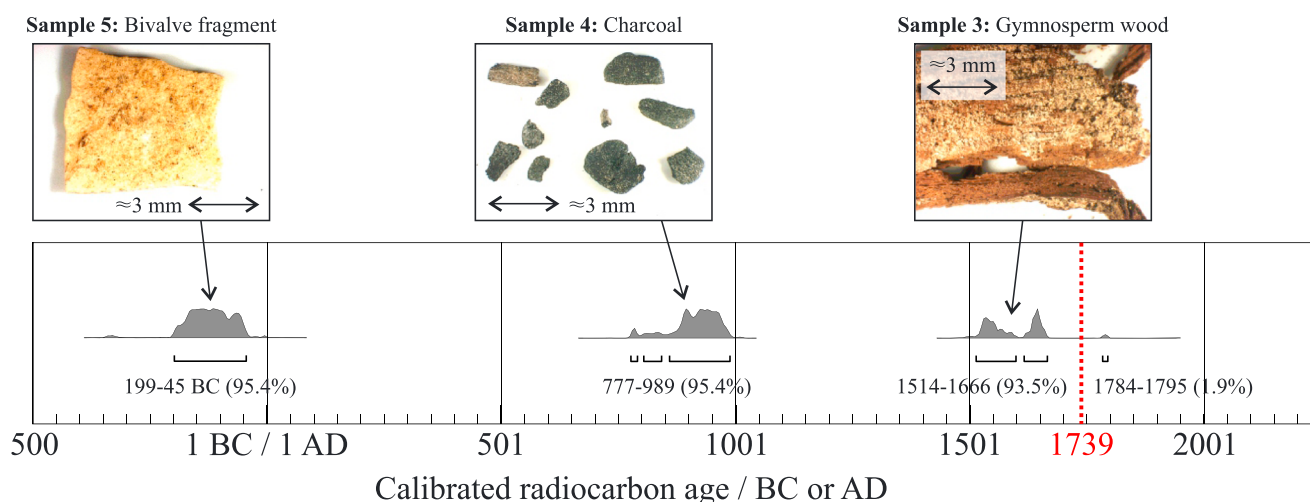 Sample 5: Bivalve fragment
Sample 4: Charcoal
Sample 3: Gymnosperm wood
≈3 mm
≈3 mm
≈3 mm
199-45 BC (95.4%)
777-989 (95.4%)
1514-1666 (93.5%)
1784-1795 (1.9%)
500
1 BC / 1 AD
501
1001
1501
1739
2001
Calibrated radiocarbon age / BC or AD